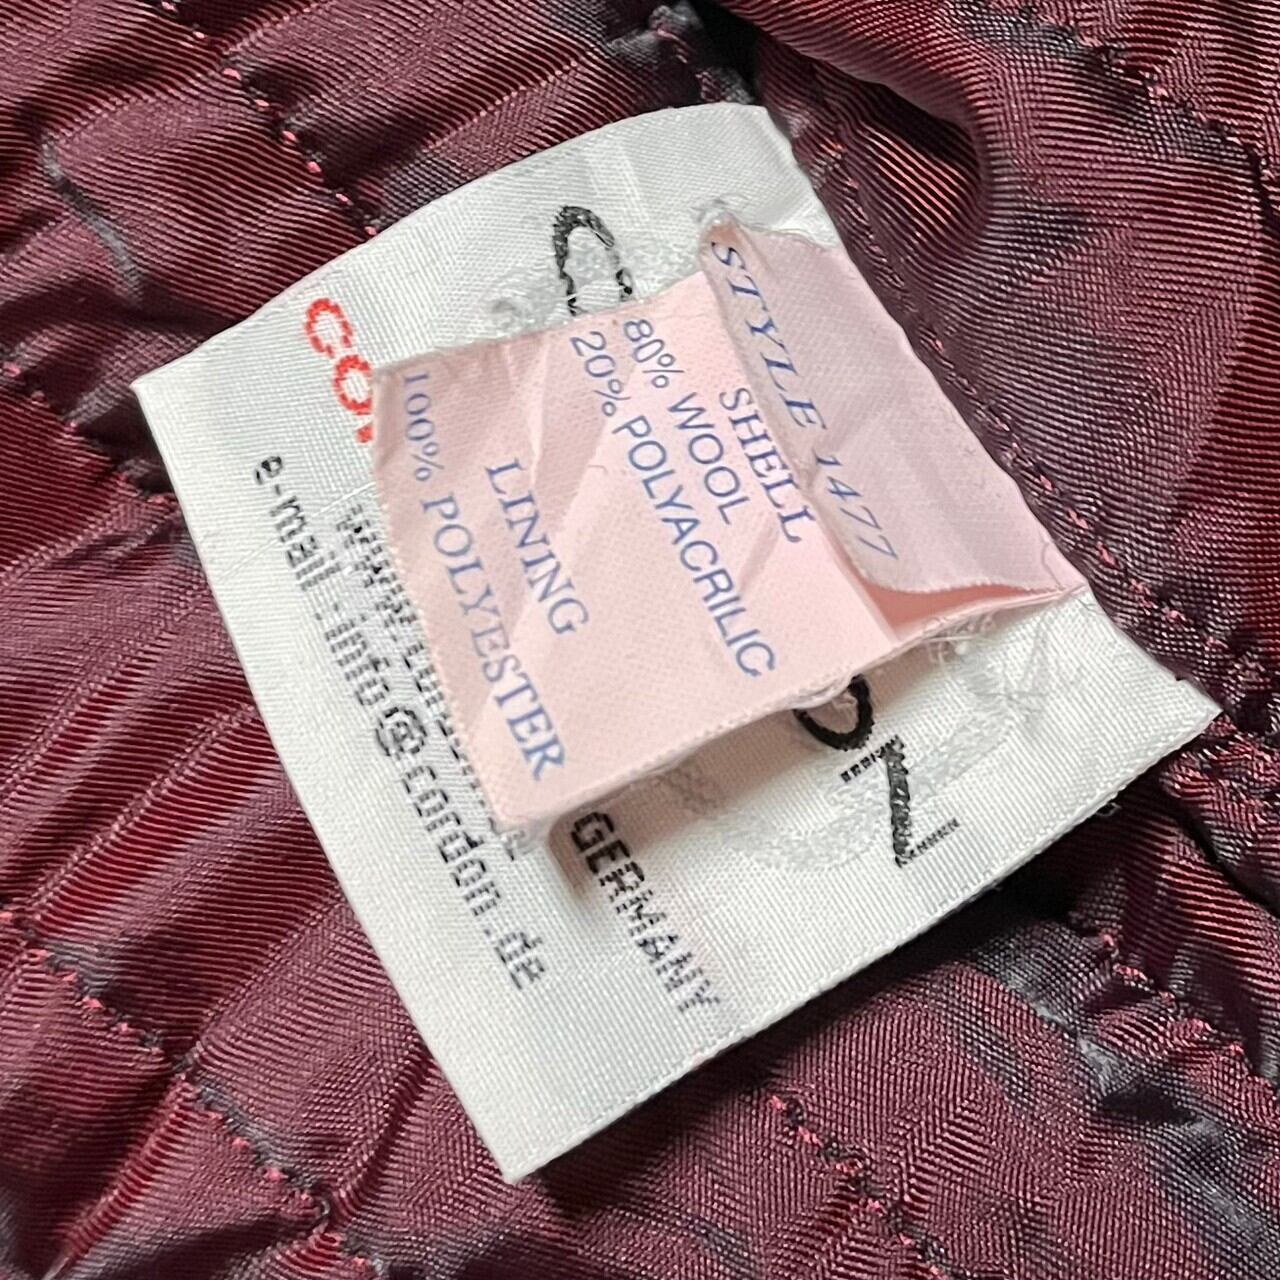 STYLE 1477
SHELL
80% WOOL
20% POLYACRILIC
LINING
100% POLYESTER
GERMANY
e-mail : info@cordon.de